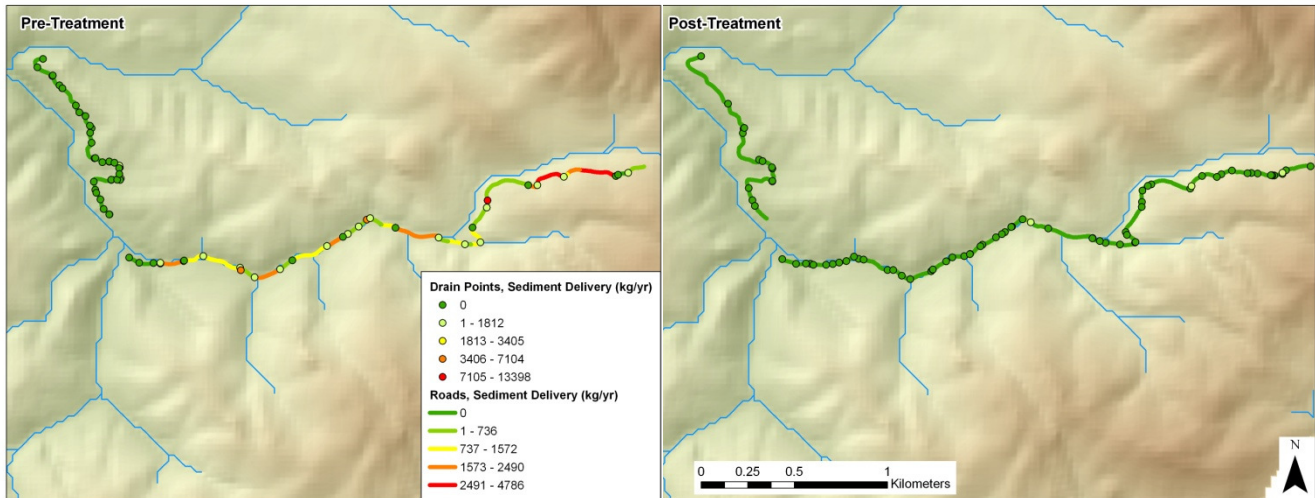 Pre-Treatment
Post-Treatment
Drain Points, Sediment Delivery (kg/yr)
0
1 - 1812
1813 - 3405
3406 - 7104
7105 - 13398
Roads, Sediment Delivery (kg/yr)
0
1 - 736
737 - 1572
1573 - 2490
2491 - 4786
0 0.25 0.5 1
Kilometers
N